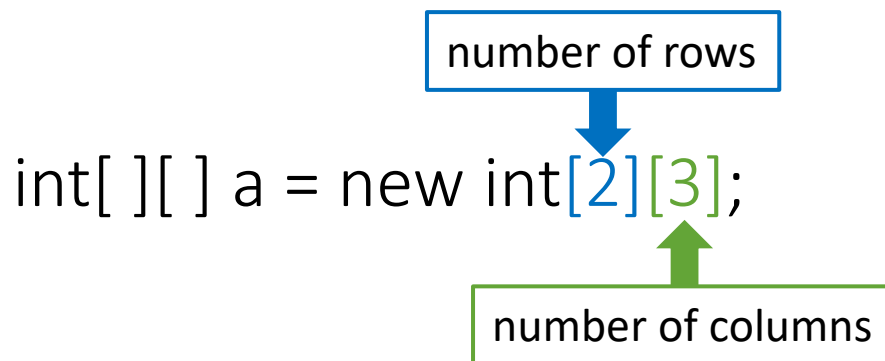 number of rows
int[ ][ ] a = new int[2][3];
number of columns